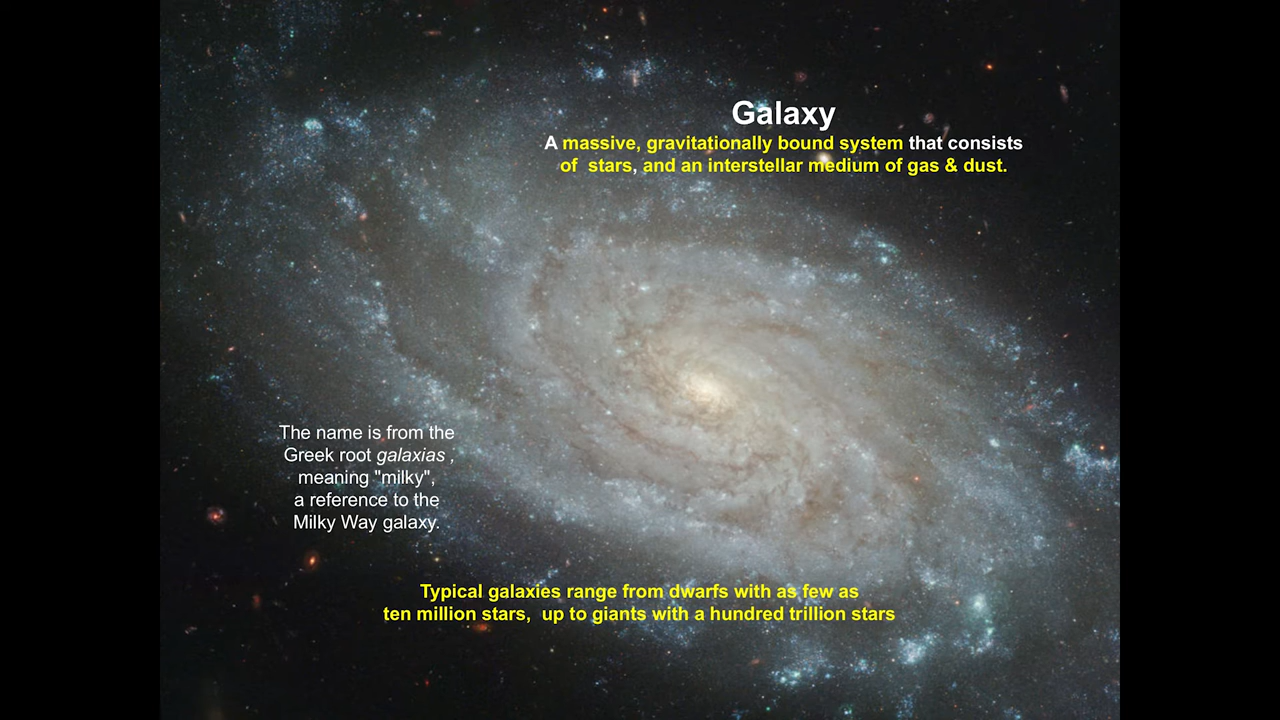 Galaxy
A massive, gravitationally bound system that consists
of  stars, and an interstellar medium of gas & dust.
The name is from the
Greek root galaxias ,
meaning "milky",
a reference to the
Milky Way galaxy.
Typical galaxies range from dwarfs with as few as
ten million stars,  up to giants with a hundred trillion stars